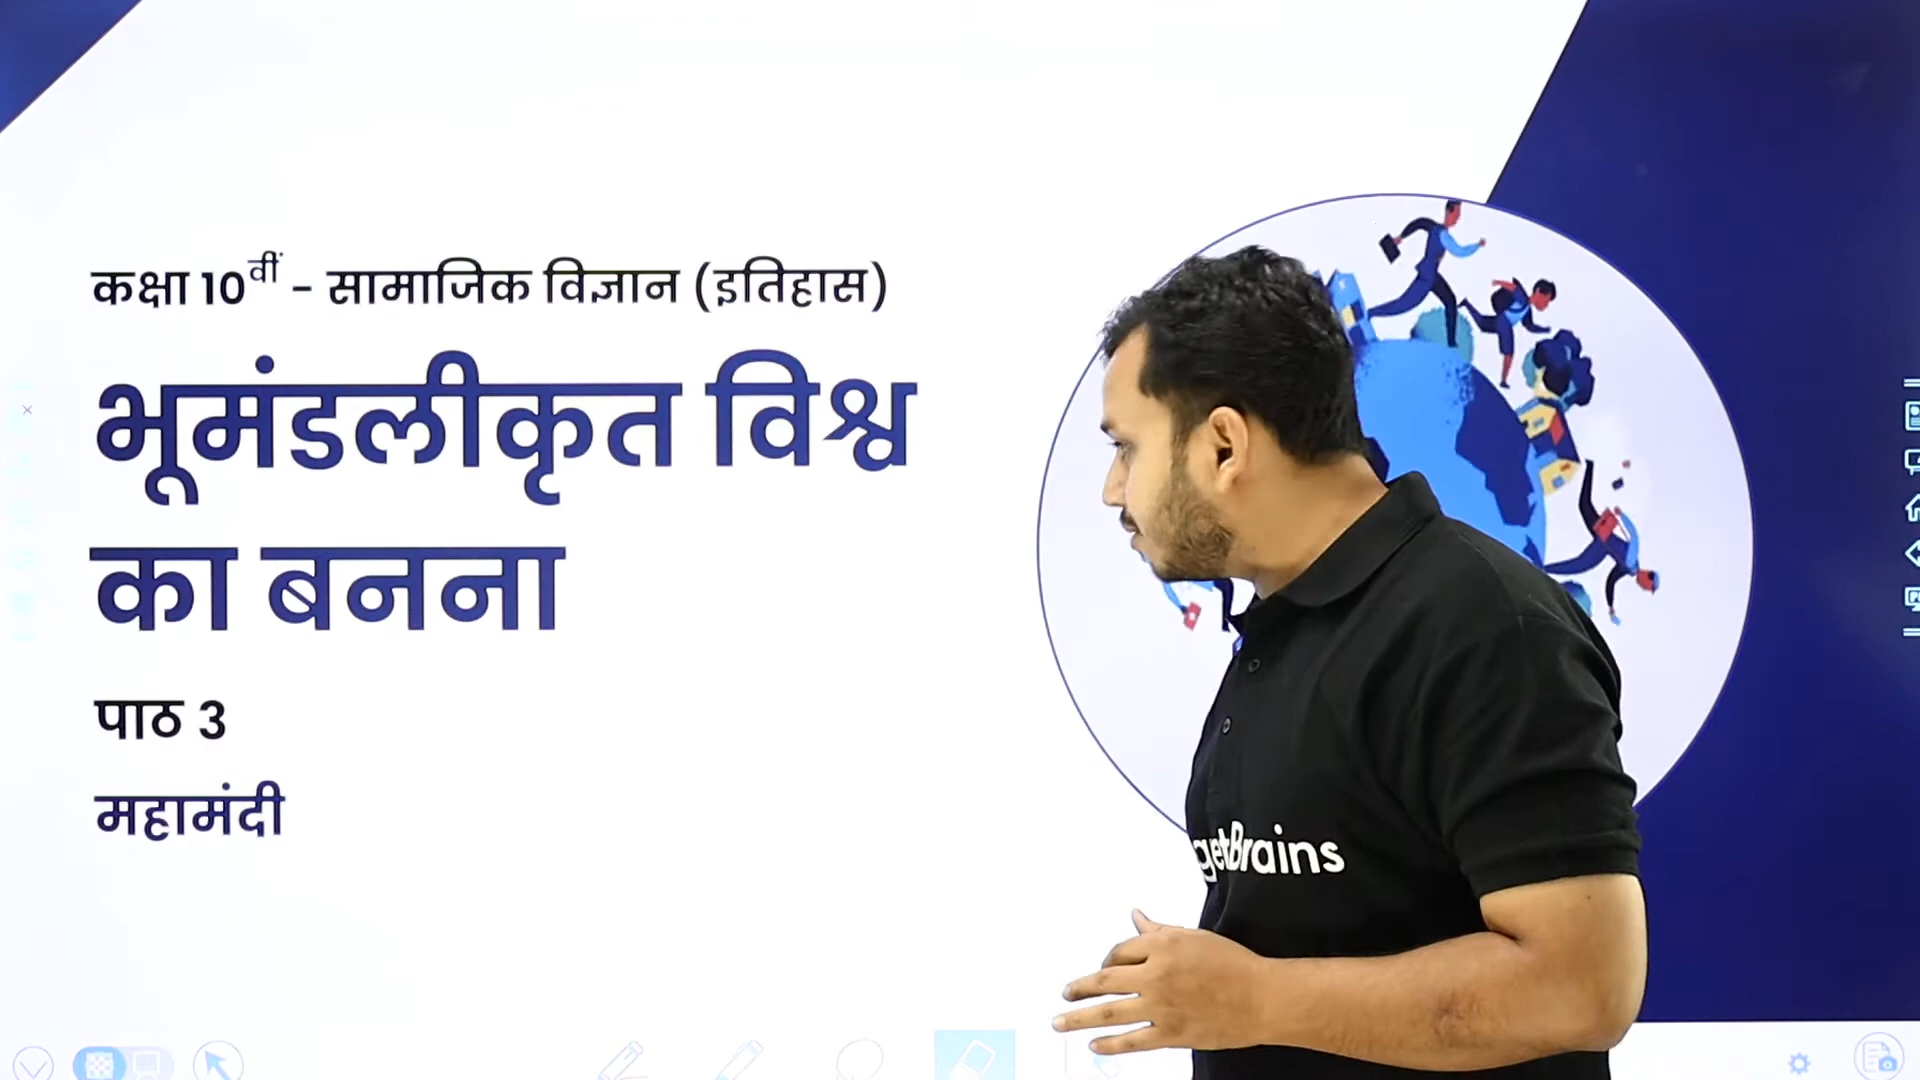 कक्षा 10वीं - सामाजिक विज्ञान (इतिहास)
भूमंडलीकृत विश्व
का बनना
पाठ 3
महामंदी
getBrains